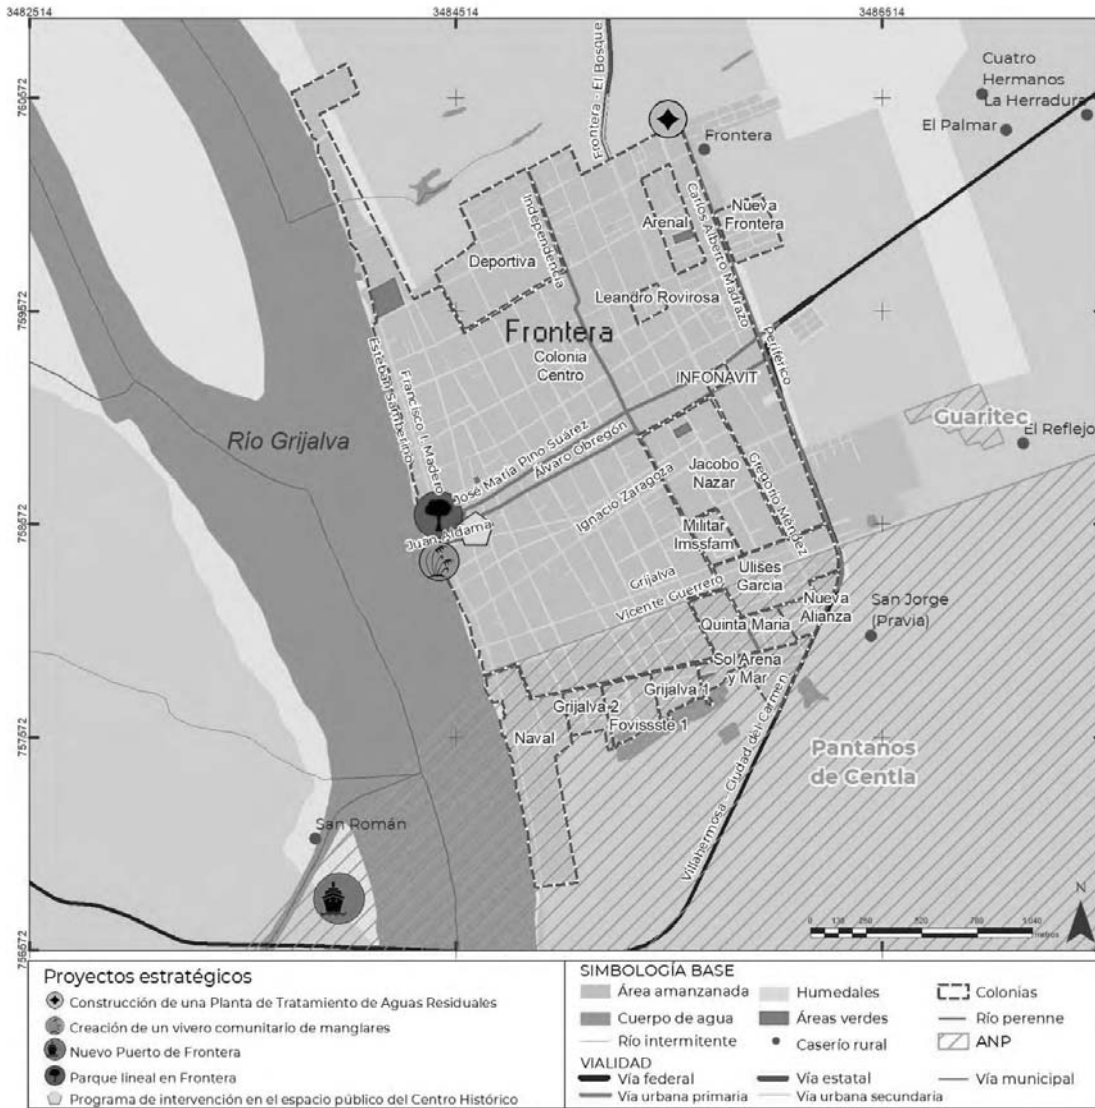 3482514
3484514
3486514
760572
759572
758572
757572
756572
Frontera - El Bosque
Cuatro
Hermanos
La Herradura
El Palmar
Frontera
Independencia
Carlos Alberto Madrazo
Arenal
Nueva
Frontera
Deportiva
Leandro Rovirosa
Frontera
Colonia
Centro
Periférico
INFONAVIT
Francisco I. Madero
Río Grijalva
José María Pino Suárez
Álvaro Obregón
Guaritec
El Reflejo
Ignacio Zaragoza
Jacobo
Nazar
Gregorio Méndez
Juan Aldama
Militar
Imssfam
Grijalva
Vicente Guerrero
Ulises
García
Nueva
Alianza
San Jorge
(Pravia)
Quinta María
Sol Arena
y Mar
Grijalva 1
Grijalva 2
Fovissste 1
Naval
Villahermosa - Ciudad del Carmen
Pantanos
de Centla
San Román
N
metros
Proyectos estratégicos
Construcción de una Planta de Tratamiento de Aguas Residuales
Creación de un vivero comunitario de manglares
Nuevo Puerto de Frontera
Parque lineal en Frontera
Programa de intervención en el espacio público del Centro Histórico
SIMBOLOGÍA BASE
Área amanzanada
Humedales
Colonias
Cuerpo de agua
Áreas verdes
Río perenne
Río intermitente
Caserío rural
ANP
VIALIDAD
Vía federal
Vía estatal
Vía municipal
Vía urbana primaria
Vía urbana secundaria